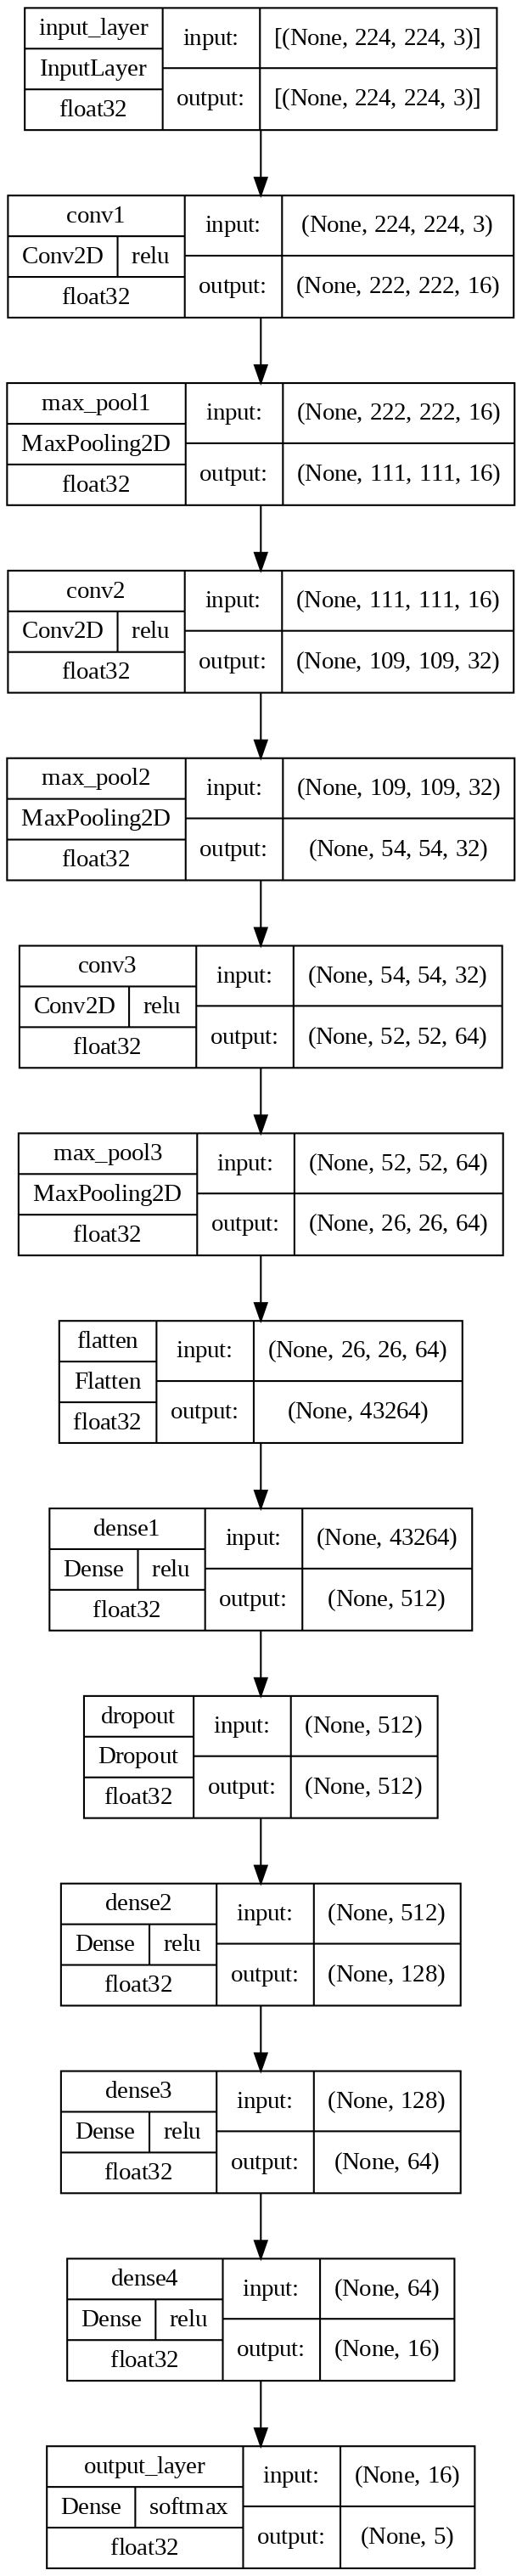 input_layer
InputLayer
float32
input: [(None, 224, 224, 3)]
output: [(None, 224, 224, 3)]
conv1
Conv2D relu
float32
input: (None, 224, 224, 3)
output: (None, 222, 222, 16)
max_pool1
MaxPooling2D
float32
input: (None, 222, 222, 16)
output: (None, 111, 111, 16)
conv2
Conv2D relu
float32
input: (None, 111, 111, 16)
output: (None, 109, 109, 32)
max_pool2
MaxPooling2D
float32
input: (None, 109, 109, 32)
output: (None, 54, 54, 32)
conv3
Conv2D relu
float32
input: (None, 54, 54, 32)
output: (None, 52, 52, 64)
max_pool3
MaxPooling2D
float32
input: (None, 52, 52, 64)
output: (None, 26, 26, 64)
flatten
Flatten
float32
input: (None, 26, 26, 64)
output: (None, 43264)
dense1
Dense relu
float32
input: (None, 43264)
output: (None, 512)
dropout
Dropout
float32
input: (None, 512)
output: (None, 512)
dense2
Dense relu
float32
input: (None, 512)
output: (None, 128)
dense3
Dense relu
float32
input: (None, 128)
output: (None, 64)
dense4
Dense relu
float32
input: (None, 64)
output: (None, 16)
output_layer
Dense softmax
float32
input: (None, 16)
output: (None, 5)